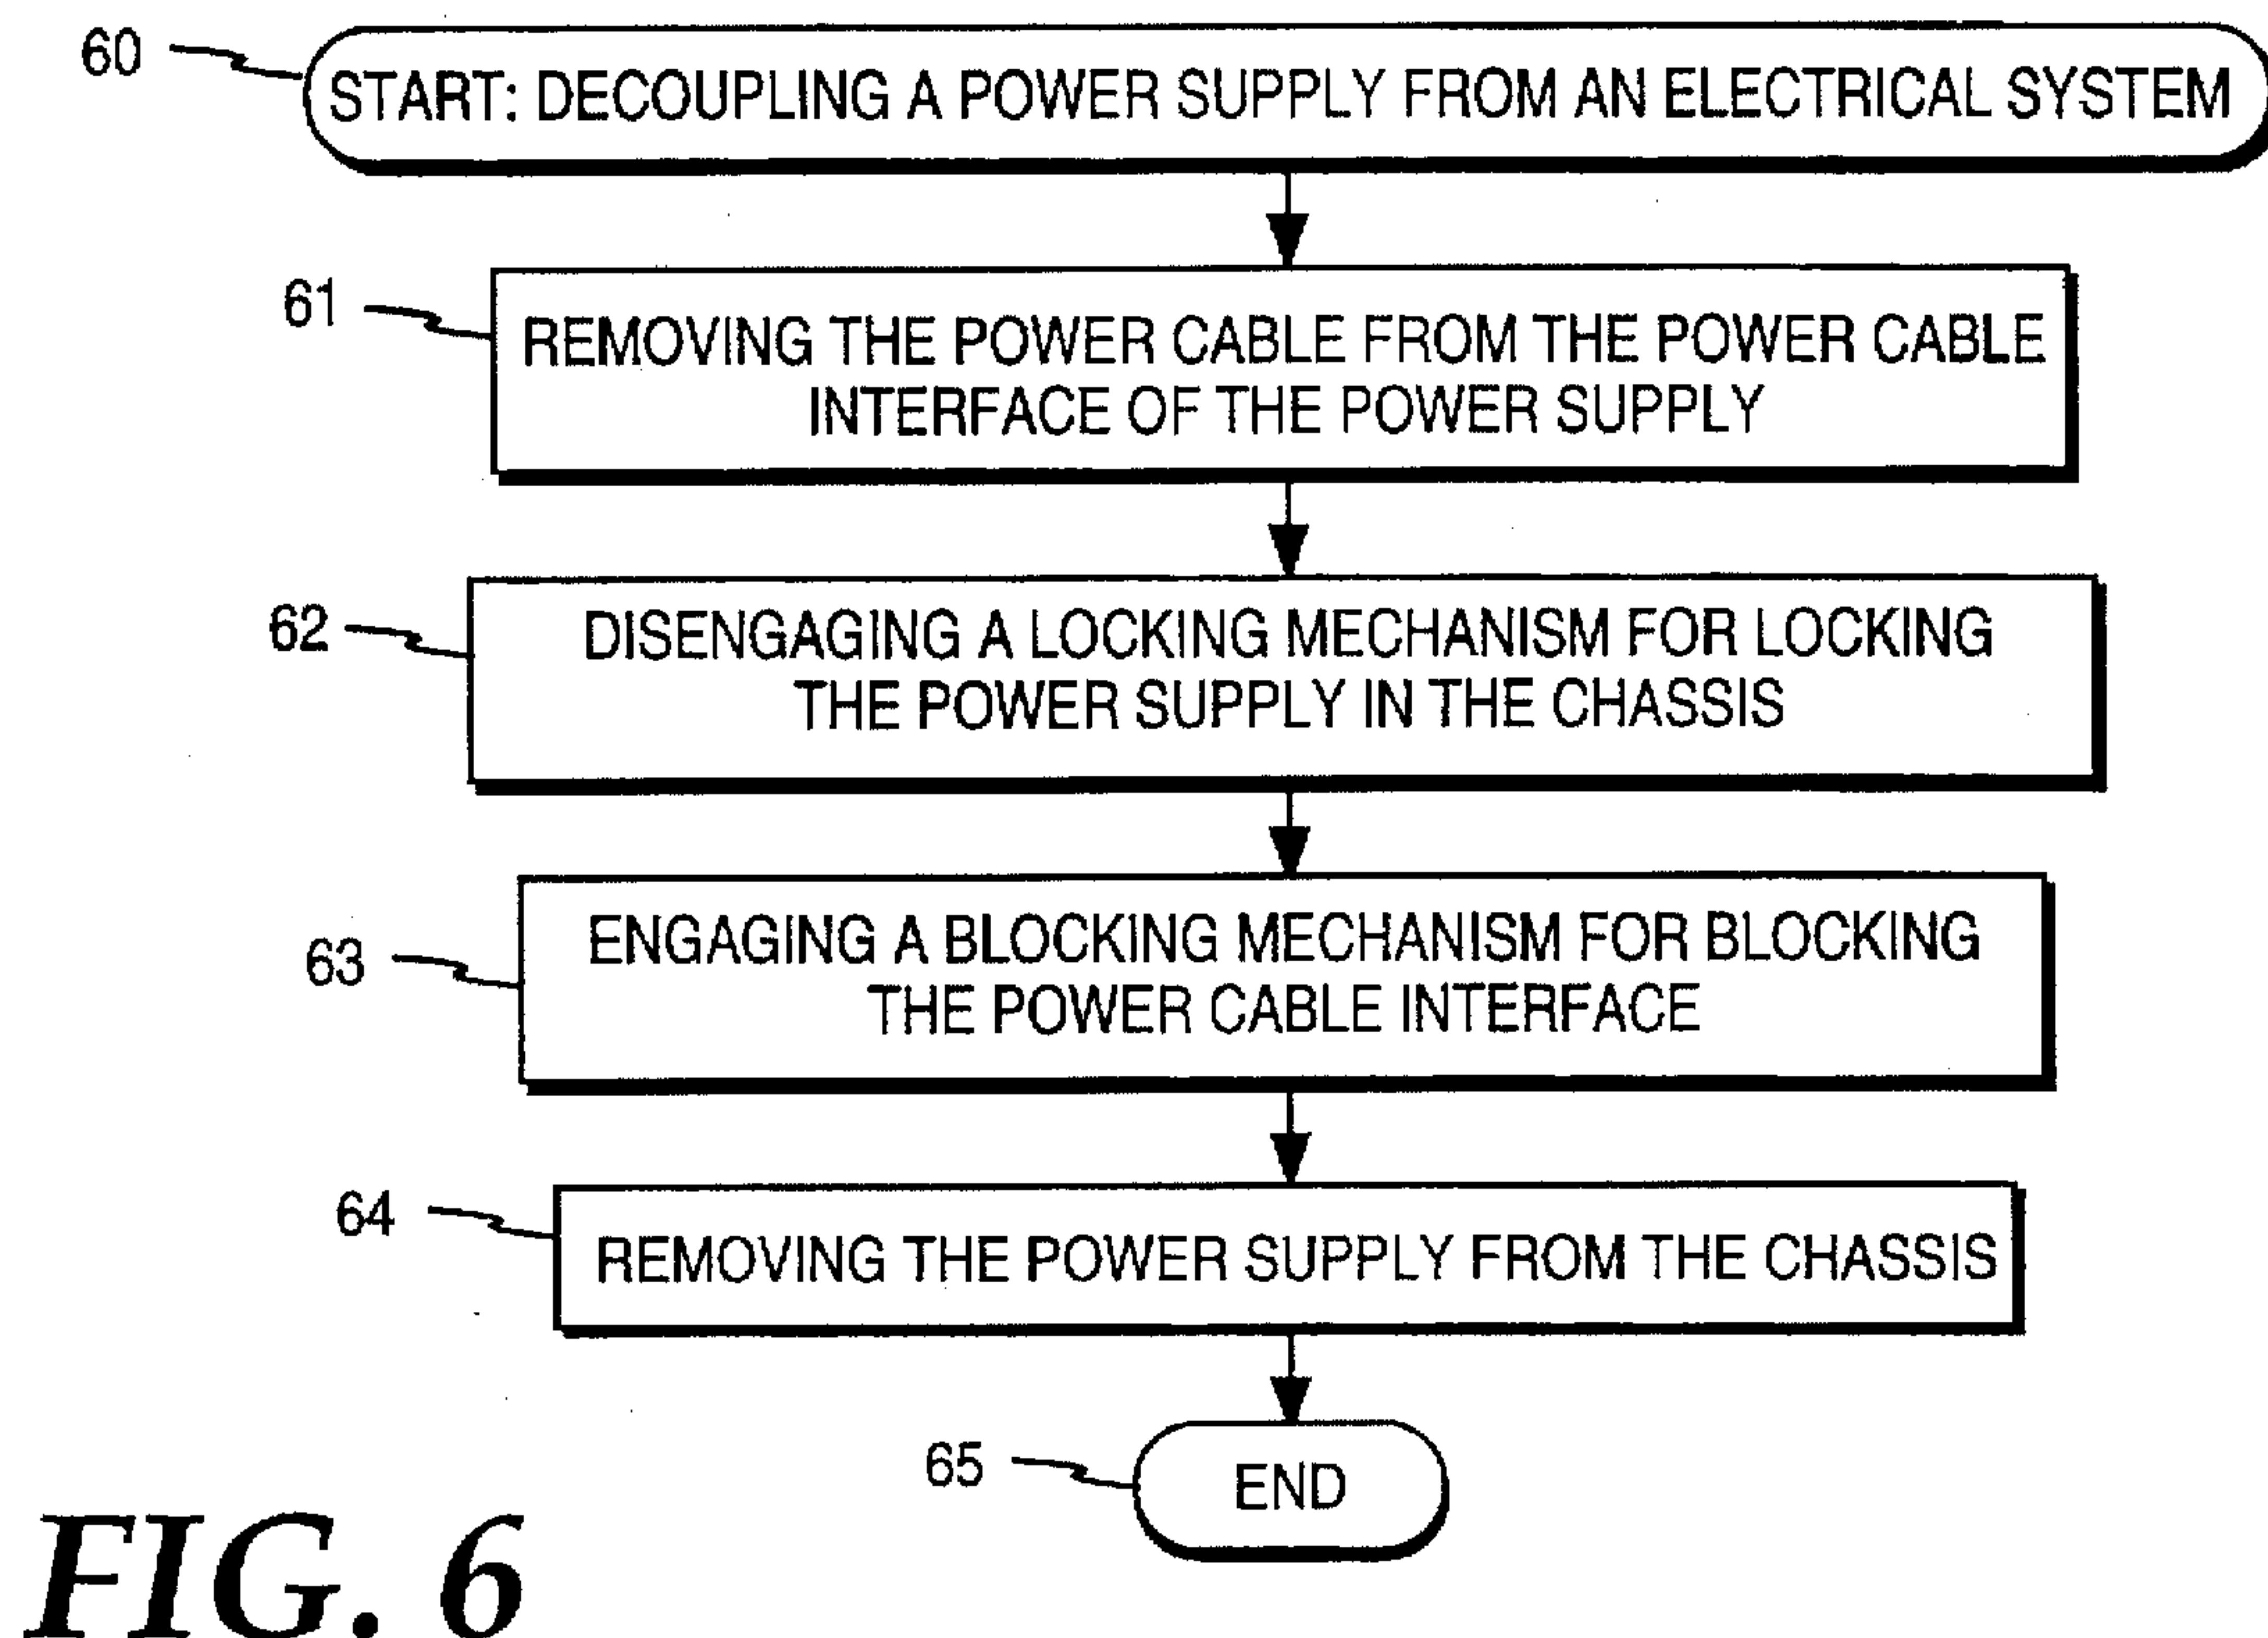 60
START: DECOUPLING A POWER SUPPLY FROM AN ELECTRICAL SYSTEM
61
REMOVING THE POWER CABLE FROM THE POWER CABLE
INTERFACE OF THE POWER SUPPLY
62
DISENGAGING A LOCKING MECHANISM FOR LOCKING
THE POWER SUPPLY IN THE CHASSIS
63
ENGAGING A BLOCKING MECHANISM FOR BLOCKING
THE POWER CABLE INTERFACE
64
REMOVING THE POWER SUPPLY FROM THE CHASSIS
65
END
FIG. 6